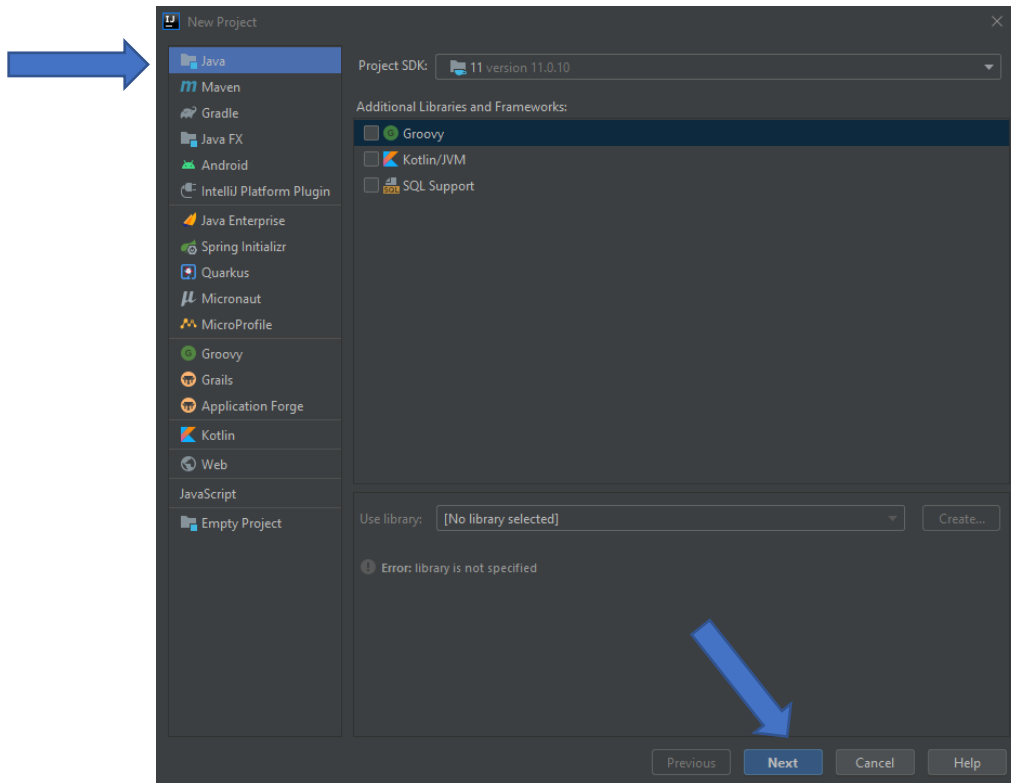 New Project
Java
Maven
Gradle
Java FX
Android
IntelliJ Platform Plugin
Java Enterprise
Spring Initializr
Quarkus
Micronaut
MicroProfile
Groovy
Grails
Application Forge
Kotlin
Web
JavaScript
Empty Project
Project SDK: 11 version 11.0.10
Additional Libraries and Frameworks:
Groovy
Kotlin/JVM
SQL Support
Use library: [No library selected] Create...
Error: library is not specified
Previous Next Cancel Help